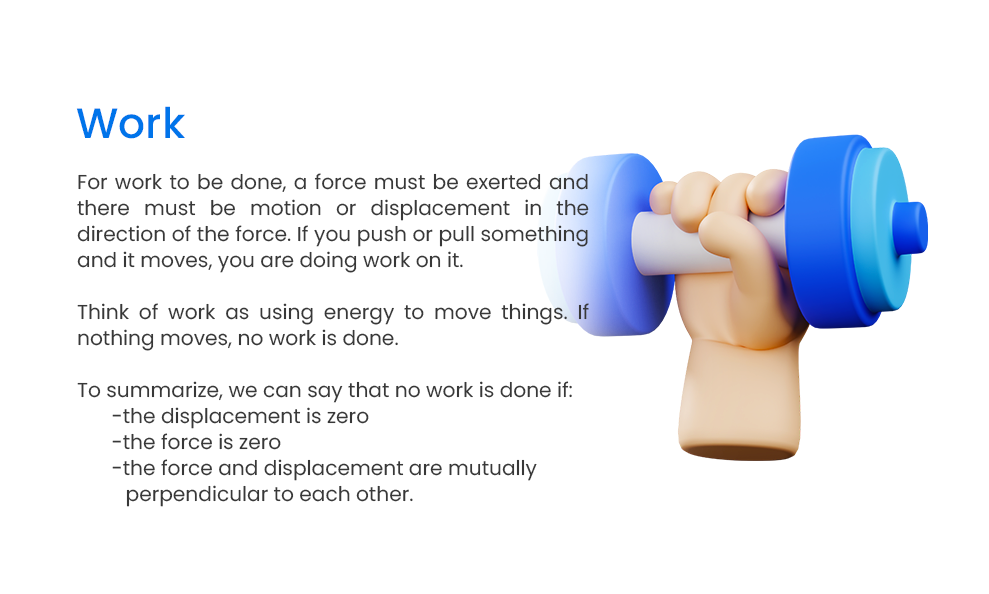 Work
For work to be done, a force must be exerted and
there must be motion or displacement in the
direction of the force. If you push or pull something
and it moves, you are doing work on it.
Think of work as using energy to move things. If
nothing moves, no work is done.
To summarize, we can say that no work is done if:
-the displacement is zero
-the force is zero
-the force and displacement are mutually
perpendicular to each other.